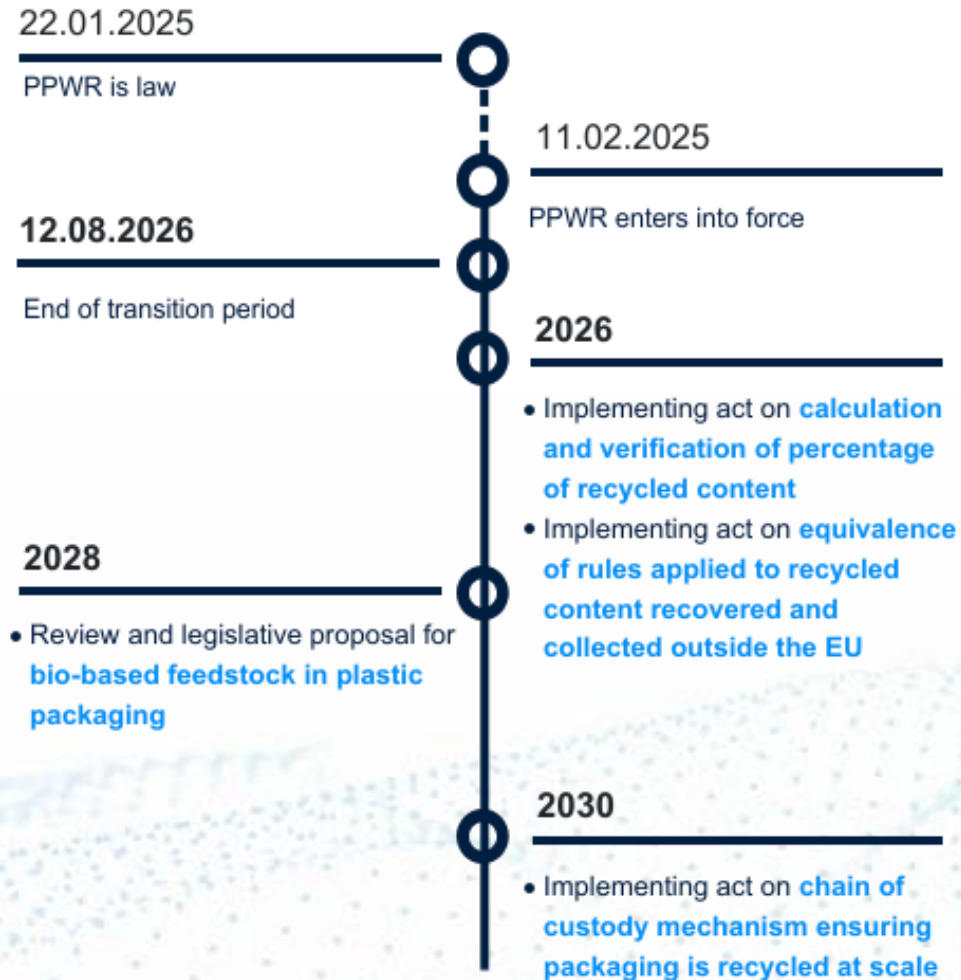 22.01.2025
PPWR is law
11.02.2025
PPWR enters into force
12.08.2026
End of transition period
2026
• Implementing act on calculation
and verification of percentage
of recycled content
• Implementing act on equivalence
of rules applied to recycled
content recovered and
collected outside the EU
2028
• Review and legislative proposal for
bio-based feedstock in plastic
packaging
2030
• Implementing act on chain of
custody mechanism ensuring
packaging is recycled at scale